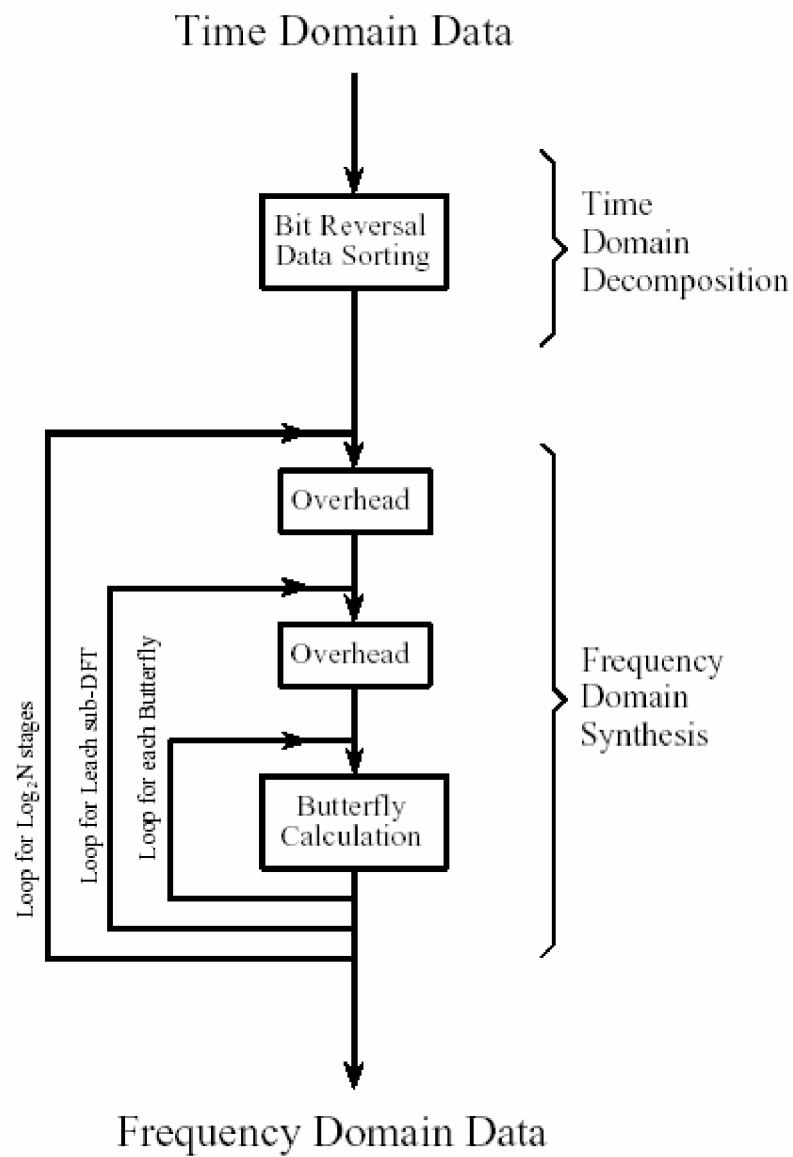 Time Domain Data
Bit Reversal
Data Sorting
Time
Domain
Decomposition
Overhead
Overhead
Butterfly
Calculation
Loop for Log₂N stages
Loop for Leach sub-DFT
Loop for each Butterfly
Frequency
Domain
Synthesis
Frequency Domain Data